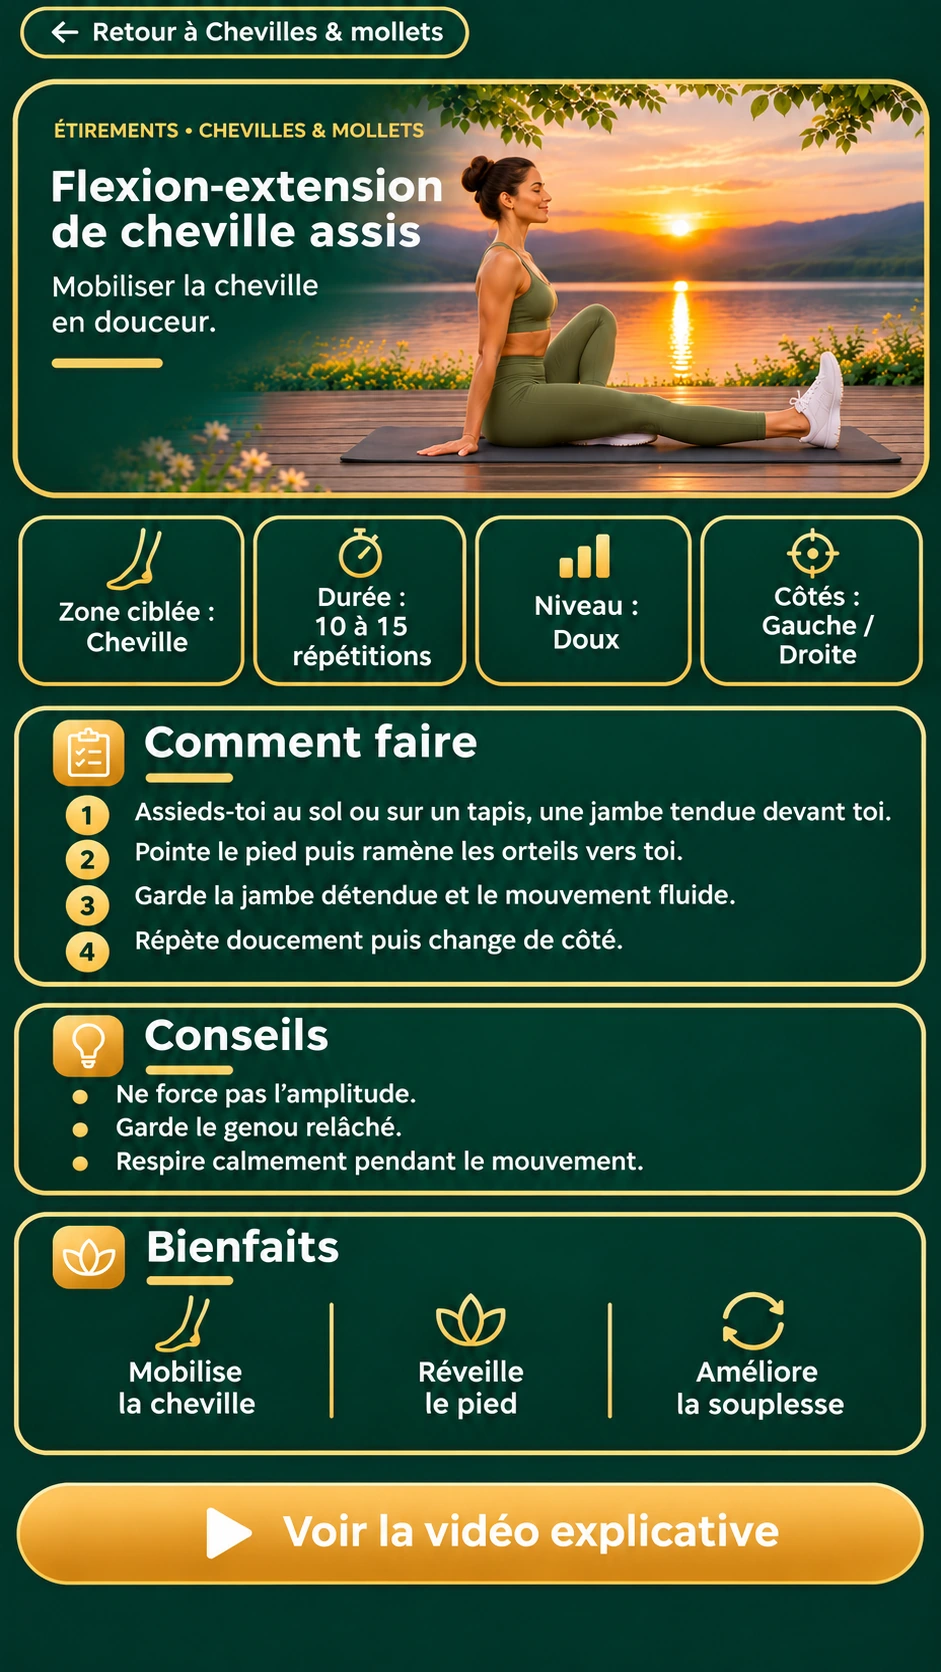 ← Retour à Chevilles & mollets
ÉTIREMENTS • CHEVILLES & MOLLETS
Flexion-extension
de cheville assis
Mobiliser la cheville
en douceur.
Zone ciblée :
Cheville
Durée :
10 à 15
répétitions
Niveau :
Doux
Côtés :
Gauche /
Droite
Comment faire
1 Assieds-toi au sol ou sur un tapis, une jambe tendue devant toi.
2 Pointe le pied puis ramène les orteils vers toi.
3 Garde la jambe détendue et le mouvement fluide.
4 Répète doucement puis change de côté.
Conseils
• Ne force pas l’amplitude.
• Garde le genou relâché.
• Respire calmement pendant le mouvement.
Bienfaits
Mobilise
la cheville
Réveille
le pied
Améliore
la souplesse
Voir la vidéo explicative